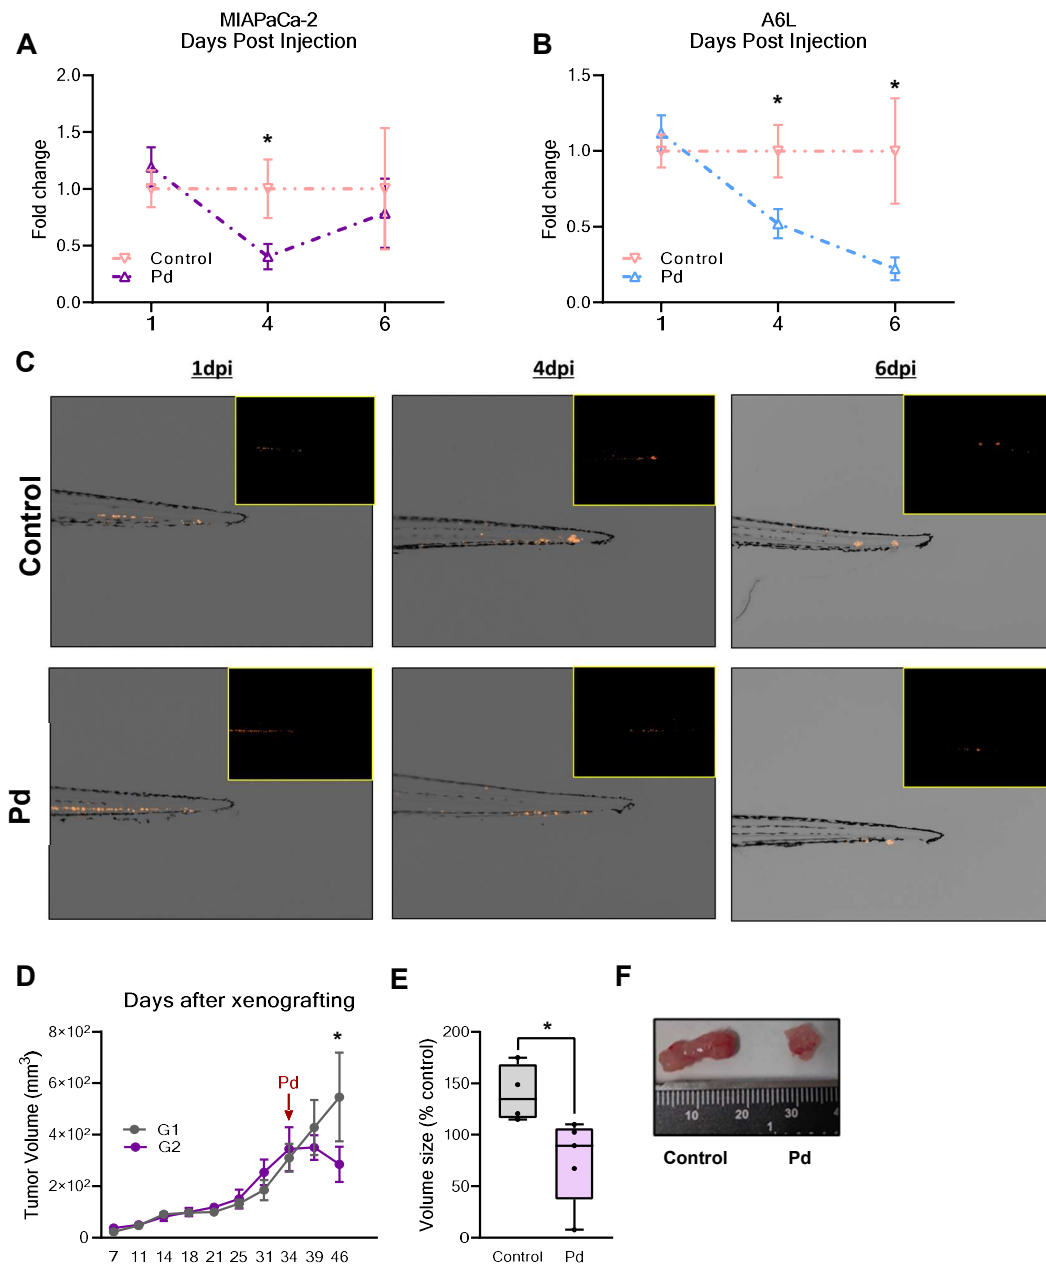 A
MIAPaCa-2
Days Post Injection
Fold change
2.0
1.5
1.0
0.5
0.0
Control
Pd
1
4
6
*
B
A6L
Days Post Injection
Fold change
1.5
1.0
0.5
0.0
Control
Pd
1
4
6
*
*
C
1dpi
4dpi
6dpi
Control
Pd
D
Days after xenografting
Tumor Volume (mm³)
8×10²
6×10²
4×10²
2×10²
0
Pd
*
G1
G2
7 11 14 18 21 25 31 34 39 46
E
Volume size (% control)
200
150
100
50
0
*
Control Pd
F
10 20 30
1
Control Pd